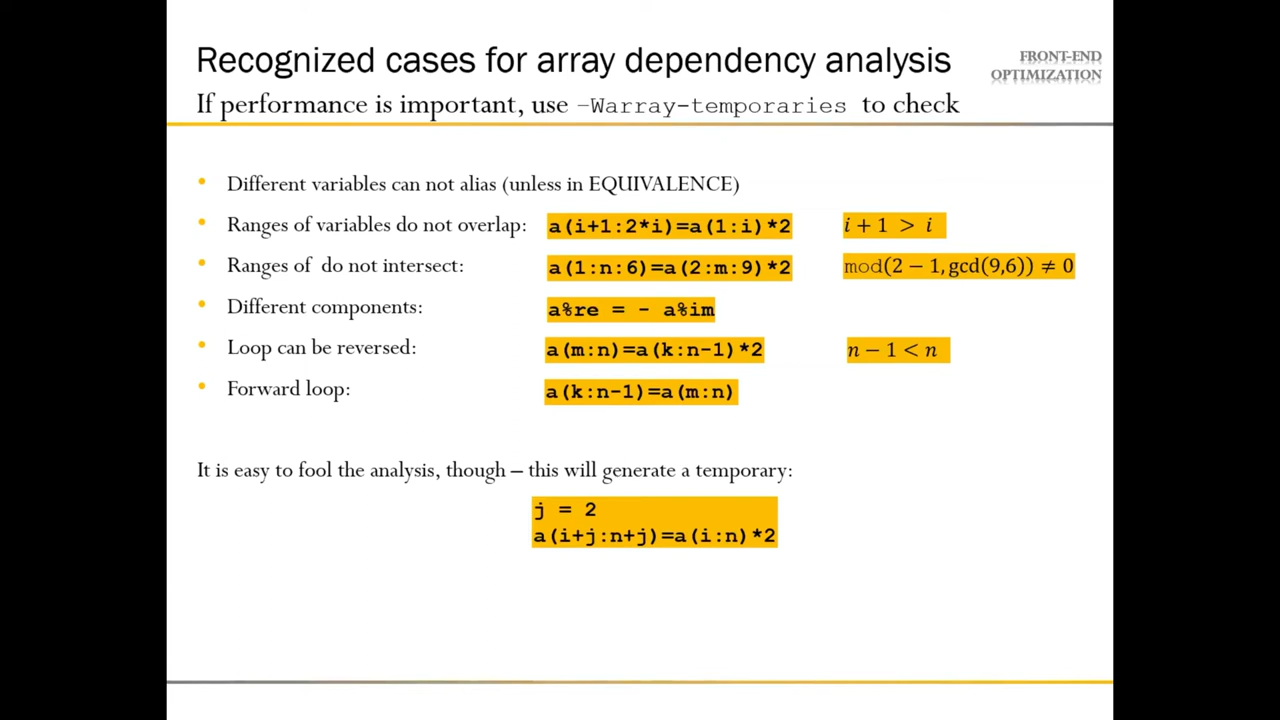 Recognized cases for array dependency analysis
FRONT-END
OPTIMIZATION
If performance is important, use –Warray-temporaries to check
• Different variables can not alias (unless in EQUIVALENCE)
• Ranges of variables do not overlap: a(i+1:2*i)=a(1:i)*2 i + 1 > i
• Ranges of do not intersect: a(1:n:6)=a(2:m:9)*2 mod(2 − 1, gcd(9,6)) ≠ 0
• Different components: a%re = - a%im
• Loop can be reversed: a(m:n)=a(k:n-1)*2 n − 1 < n
• Forward loop: a(k:n-1)=a(m:n)
It is easy to fool the analysis, though – this will generate a temporary:
j = 2
a(i+j:n+j)=a(i:n)*2